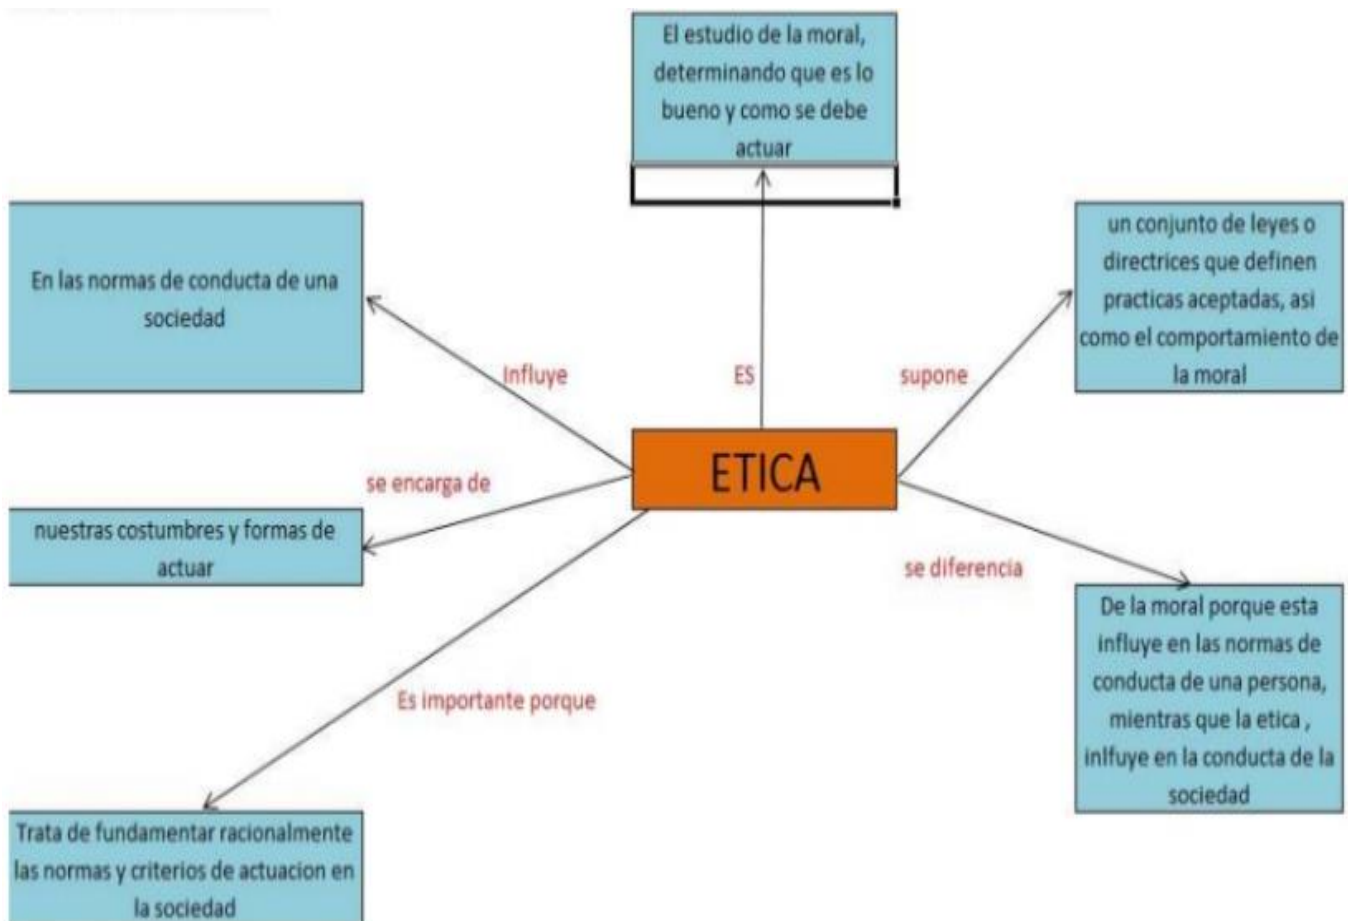 El estudio de la moral,
determinando que es lo
bueno y como se debe
actuar
En las normas de conducta de una
sociedad
un conjunto de leyes o
directrices que definen
practicas aceptadas, asi
como el comportamiento de
la moral
Influye
ES
supone
ETICA
se encarga de
nuestras costumbres y formas de
actuar
se diferencia
De la moral porque esta
influye en las normas de
conducta de una persona,
mientras que la etica ,
inlfuye en la conducta de la
sociedad
Es importante porque
Trata de fundamentar racionalmente
las normas y criterios de actuacion en
la sociedad